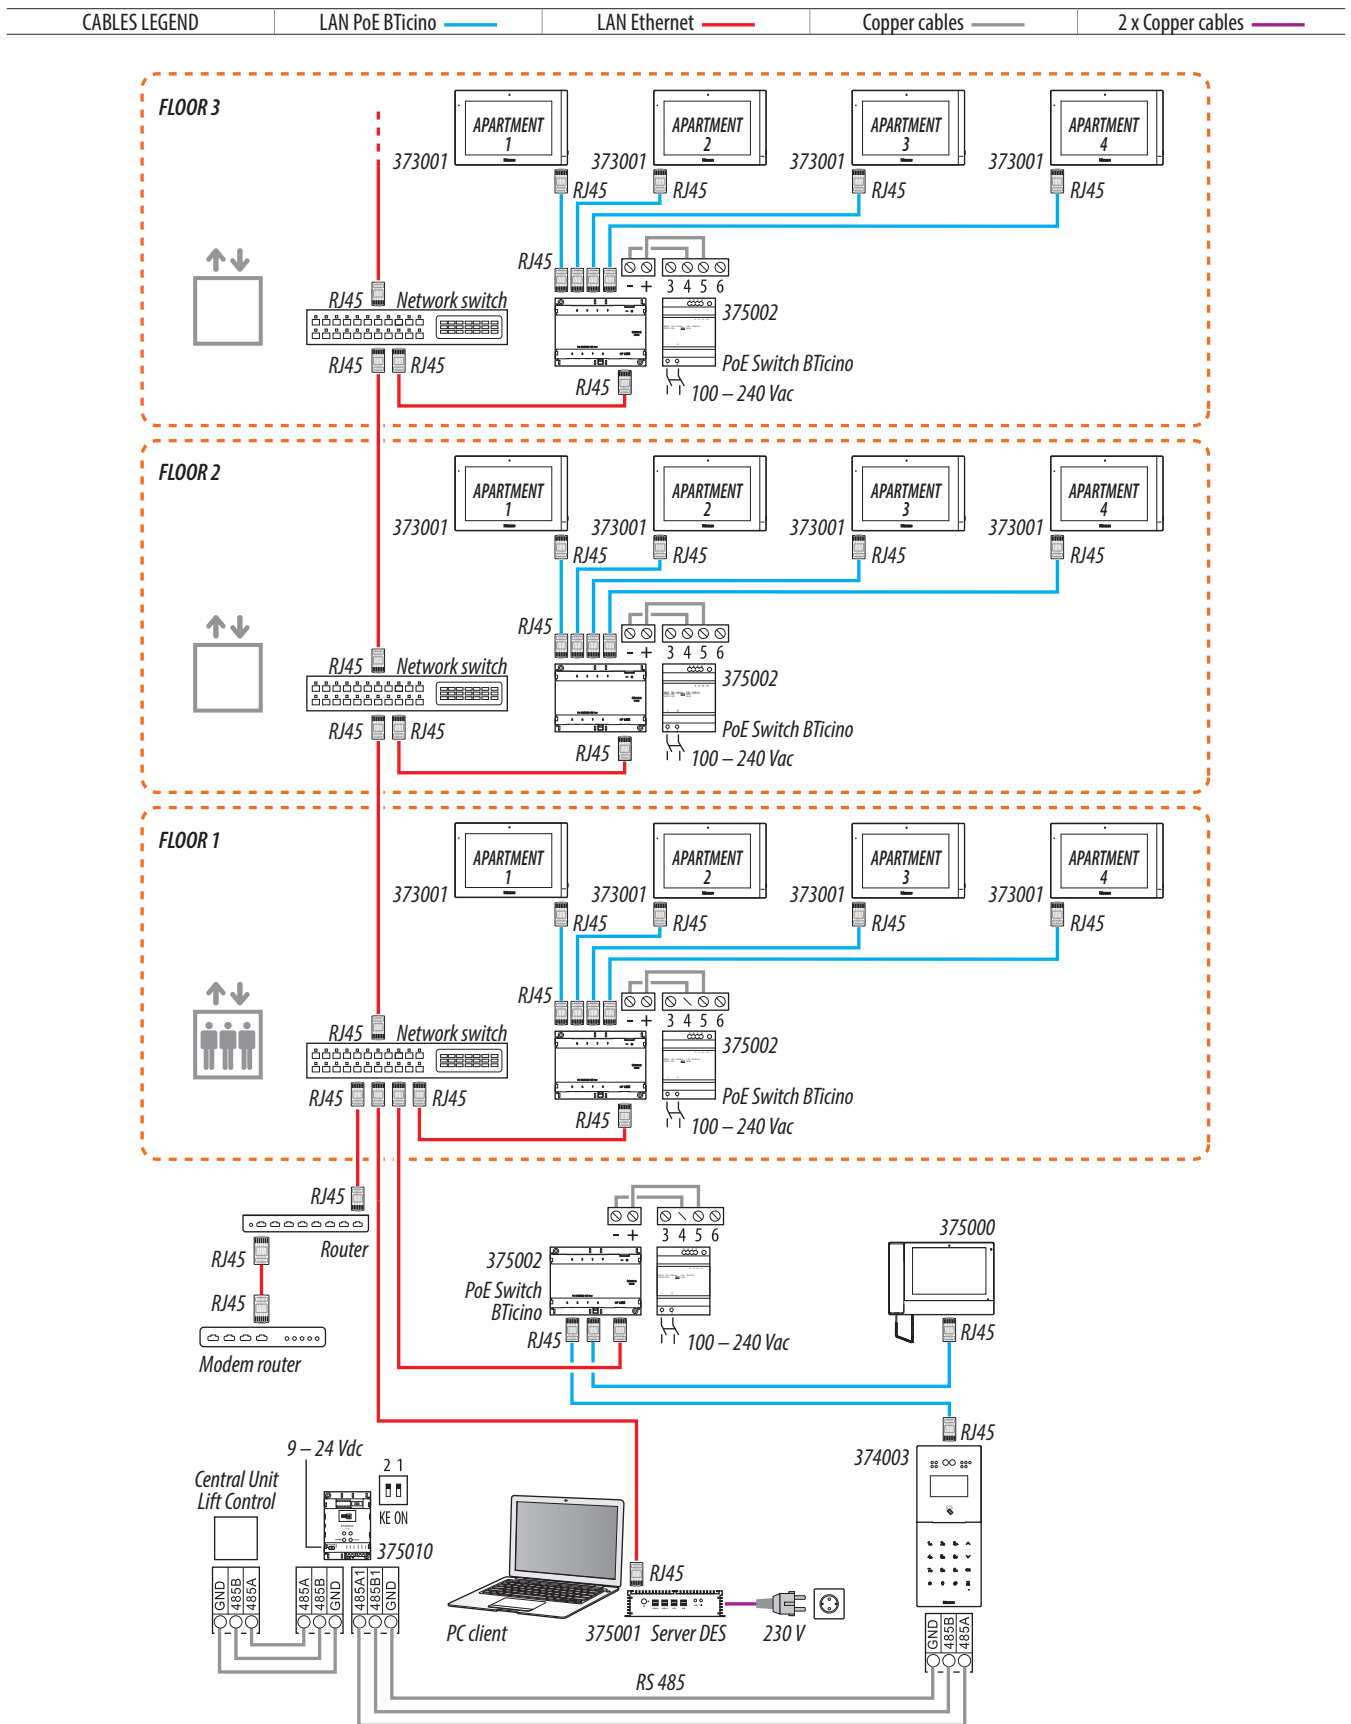 CABLES LEGEND
LAN PoE BTicino
LAN Ethernet
Copper cables
2 x Copper cables
FLOOR 3
APARTMENT
1
APARTMENT
2
APARTMENT
3
APARTMENT
4
373001
373001
373001
373001
RJ45
RJ45
RJ45
RJ45
RJ45
- + 3 4 5 6
RJ45
Network switch
375002
RJ45
RJ45
PoE Switch BTicino
RJ45
100 – 240 Vac
FLOOR 2
APARTMENT
1
APARTMENT
2
APARTMENT
3
APARTMENT
4
373001
373001
373001
373001
RJ45
RJ45
RJ45
RJ45
RJ45
- + 3 4 5 6
RJ45
Network switch
375002
RJ45
RJ45
PoE Switch BTicino
RJ45
100 – 240 Vac
FLOOR 1
APARTMENT
1
APARTMENT
2
APARTMENT
3
APARTMENT
4
373001
373001
373001
373001
RJ45
RJ45
RJ45
RJ45
RJ45
- + 3 4 5 6
RJ45
Network switch
375002
RJ45
RJ45
PoE Switch BTicino
RJ45
100 – 240 Vac
RJ45
Router
RJ45
RJ45
Modem router
- + 3 4 5 6
375002
PoE Switch
BTicino
RJ45
100 – 240 Vac
375000
RJ45
RJ45
374003
9 – 24 Vdc
2 1
KE ON
Central Unit
Lift Control
375010
GND
485B
485A
485A
485B
GND
485A1
485B1
GND
RJ45
PC client
375001
Server DES
230 V
GND
485B
485A
RS 485